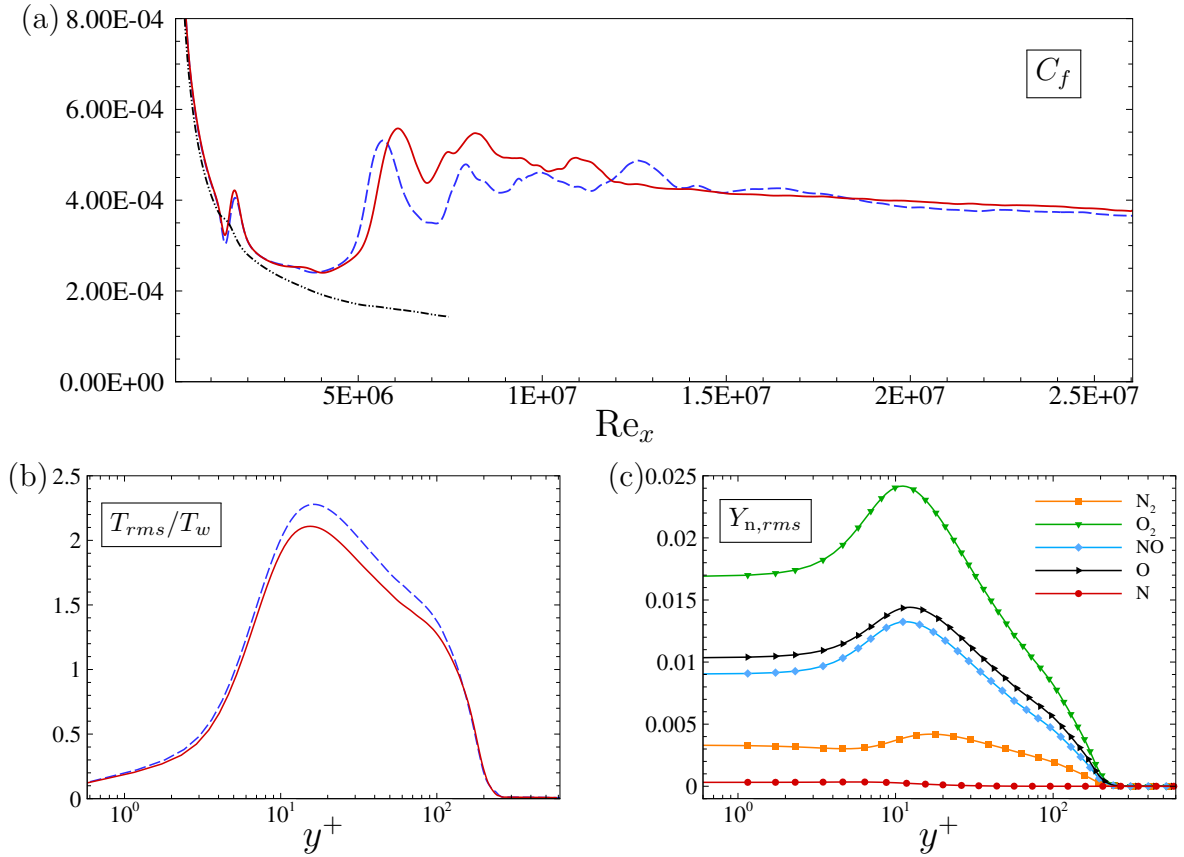 (a)
8.00E-04
6.00E-04
4.00E-04
2.00E-04
0.00E+00
C_f
5E+06 1E+07 1.5E+07 2E+07 2.5E+07
Re_x
(b)
2.5
2
1.5
1
0.5
0
T_{rms}/T_w
10^0 10^1 10^2
y^+
(c)
0.025
0.02
0.015
0.01
0.005
0
Y_{n,rms}
N_2
O_2
NO
O
N
10^0 10^1 10^2
y^+